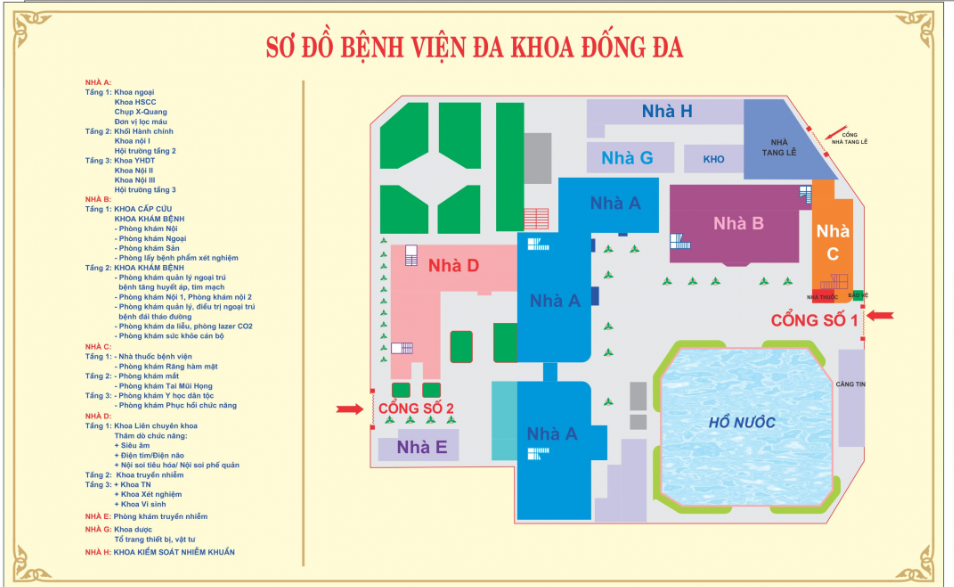 SƠ ĐỒ BỆNH VIỆN ĐA KHOA ĐỐNG ĐA
NHÀ A:
Tầng 1: Khoa ngoại
Khoa HSCC
Chụp X-Quang
Đơn vị lọc máu
Tầng 2: Khối Hành chính
Khoa nội I
Hội trường tầng 2
Tầng 3: Khoa YHDT
Khoa Nội II
Khoa Nội III
Hội trường tầng 3
NHÀ B:
Tầng 1: KHOA CẤP CỨU
KHOA KHÁM BỆNH
- Phòng khám Nội
- Phòng khám Ngoại
- Phòng khám Sản
- Phòng lấy bệnh phẩm xét nghiệm
Tầng 2: KHOA KHÁM BỆNH
- Phòng khám quản lý ngoại trú
bệnh tăng huyết áp, tim mạch
- Phòng khám Nội 1, Phòng khám nội 2
- Phòng khám quản lý, điều trị ngoại trú
bệnh đái tháo đường
- Phòng khám da liễu, phòng lazer CO2
- Phòng khám sức khỏe cán bộ
NHÀ C:
Tầng 1: - Nhà thuốc bệnh viện
- Phòng khám Răng hàm mặt
Tầng 2: - Phòng khám mắt
- Phòng khám Tai Mũi Họng
Tầng 3: - Phòng khám Y học dân tộc
- Phòng khám Phục hồi chức năng
NHÀ D:
Tầng 1: Khoa Liên chuyên khoa
Thăm dò chức năng:
+ Siêu âm
+ Điện tim/Điện não
+ Nội soi tiêu hóa/ Nội soi phế quản
Tầng 2: Khoa truyền nhiễm
Tầng 3: + Khoa TN
+ Khoa Xét nghiệm
+ Khoa Vi sinh
NHÀ E: Phòng khám truyền nhiễm
NHÀ G: Khoa dược
Tổ trang thiết bị, vật tư
NHÀ H: KHOA KIỂM SOÁT NHIỄM KHUẨN
Nhà H
NHÀ
TANG LỄ
CỔNG
NHÀ TANG LỄ
Nhà G
KHO
Nhà A
Nhà B
Nhà
C
Nhà D
Nhà A
NHÀ THUỐC
BẢO VỆ
CỔNG SỐ 1
CĂNG TIN
CỔNG SỐ 2
HỒ NƯỚC
Nhà E
Nhà A